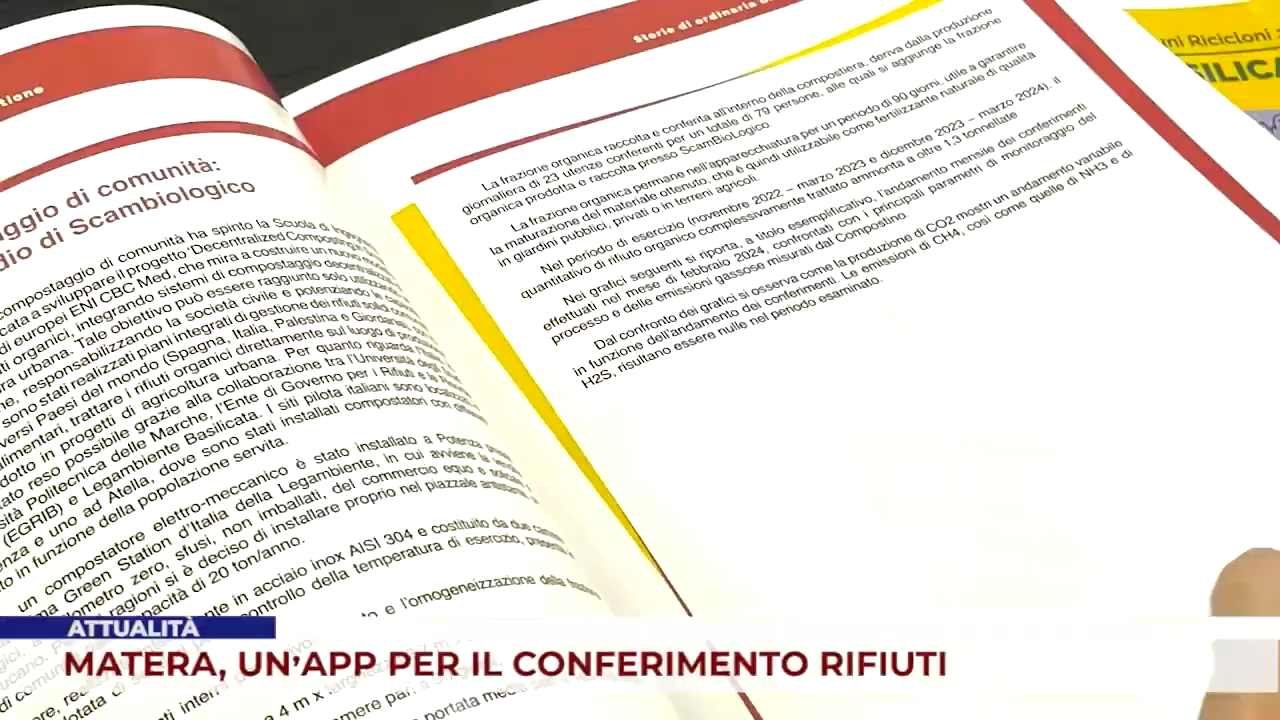 tione
aggio di comunità:
dio di Scambiologico
compostaggio di comunità ha spinto la Scuola di
cata a sviluppare il progetto 'Decentralized Composting
di europei ENI CBC Med, che mira a costruire un nuovo
ti organici, integrando sistemi di compostaggio
ra urbana. Tale obiettivo può essere raggiunto solo
ne, responsabilizzando la società civile e potenziando le
sono stati realizzati piani integrati di gestione dei rifiuti solidi
versi Paesi del mondo (Spagna, Italia, Palestina e Giordania
alimentari, trattare i rifiuti organici direttamente sul luogo di
dotto in progetti di agricoltura urbana. Per quanto riguarda
ato reso possibile grazie alla collaborazione tra l'Università
sità Politecnica delle Marche, l'Ente di Governo per i Rifiuti e
(EGRIB) e Legambiente Basilicata. I siti pilota italiani sono
enza e uno ad Atella, dove sono stati installati compostatori con
to in funzione della popolazione servita.
un compostatore elettro-meccanico è stato installato a Potenza
ma Green Station d'Italia della Legambiente, in cui avviene la
lometro zero, sfusi, non imballati, del commercio equo e
ragioni si è deciso di installare proprio nel piazzale
pacità di 20 ton/anno.
nte in acciaio inox AISI 304 e costituito da due
controllo della temperatura di esercizio,
e l'omogeneizzazione della
Storie di ordinaria
La frazione organica raccolta e conferita all'interno della compostiera, deriva dalla produzione
giornaliera di 23 utenze conferenti per un totale di 79 persone, alle quali si aggiunge la frazione
organica prodotta e raccolta presso ScamBioLogico.
La frazione organica permane nell'apparecchiatura per un periodo di 90 giorni, utile a garantire
la maturazione del materiale ottenuto, che è quindi utilizzabile come fertilizzante naturale di qualità
in giardini pubblici, privati o in terreni agricoli.
Nel periodo di esercizio (novembre 2022 – marzo 2023 e dicembre 2023 – marzo 2024), il
quantitativo di rifiuto organico complessivamente trattato ammonta a oltre 1,3 tonnellate
Nei grafici seguenti si riporta, a titolo esemplificativo, l'andamento mensile dei conferimenti
effettuati nel mese di febbraio 2024, confrontati con i principali parametri di monitoraggio del
processo e delle emissioni gassose misurati dal Compostino.
Dal confronto dei grafici si osserva come la produzione di CO2 mostri un andamento variabile
in funzione dell'andamento dei conferimenti. Le emissioni di CH4, così come quelle di NH3 e di
H2S, risultano essere nulle nel periodo esaminato.
ni Ricicloni
SILICA
ATTUALITÀ
MATERA, UN'APP PER IL CONFERIMENTO RIFIUTI